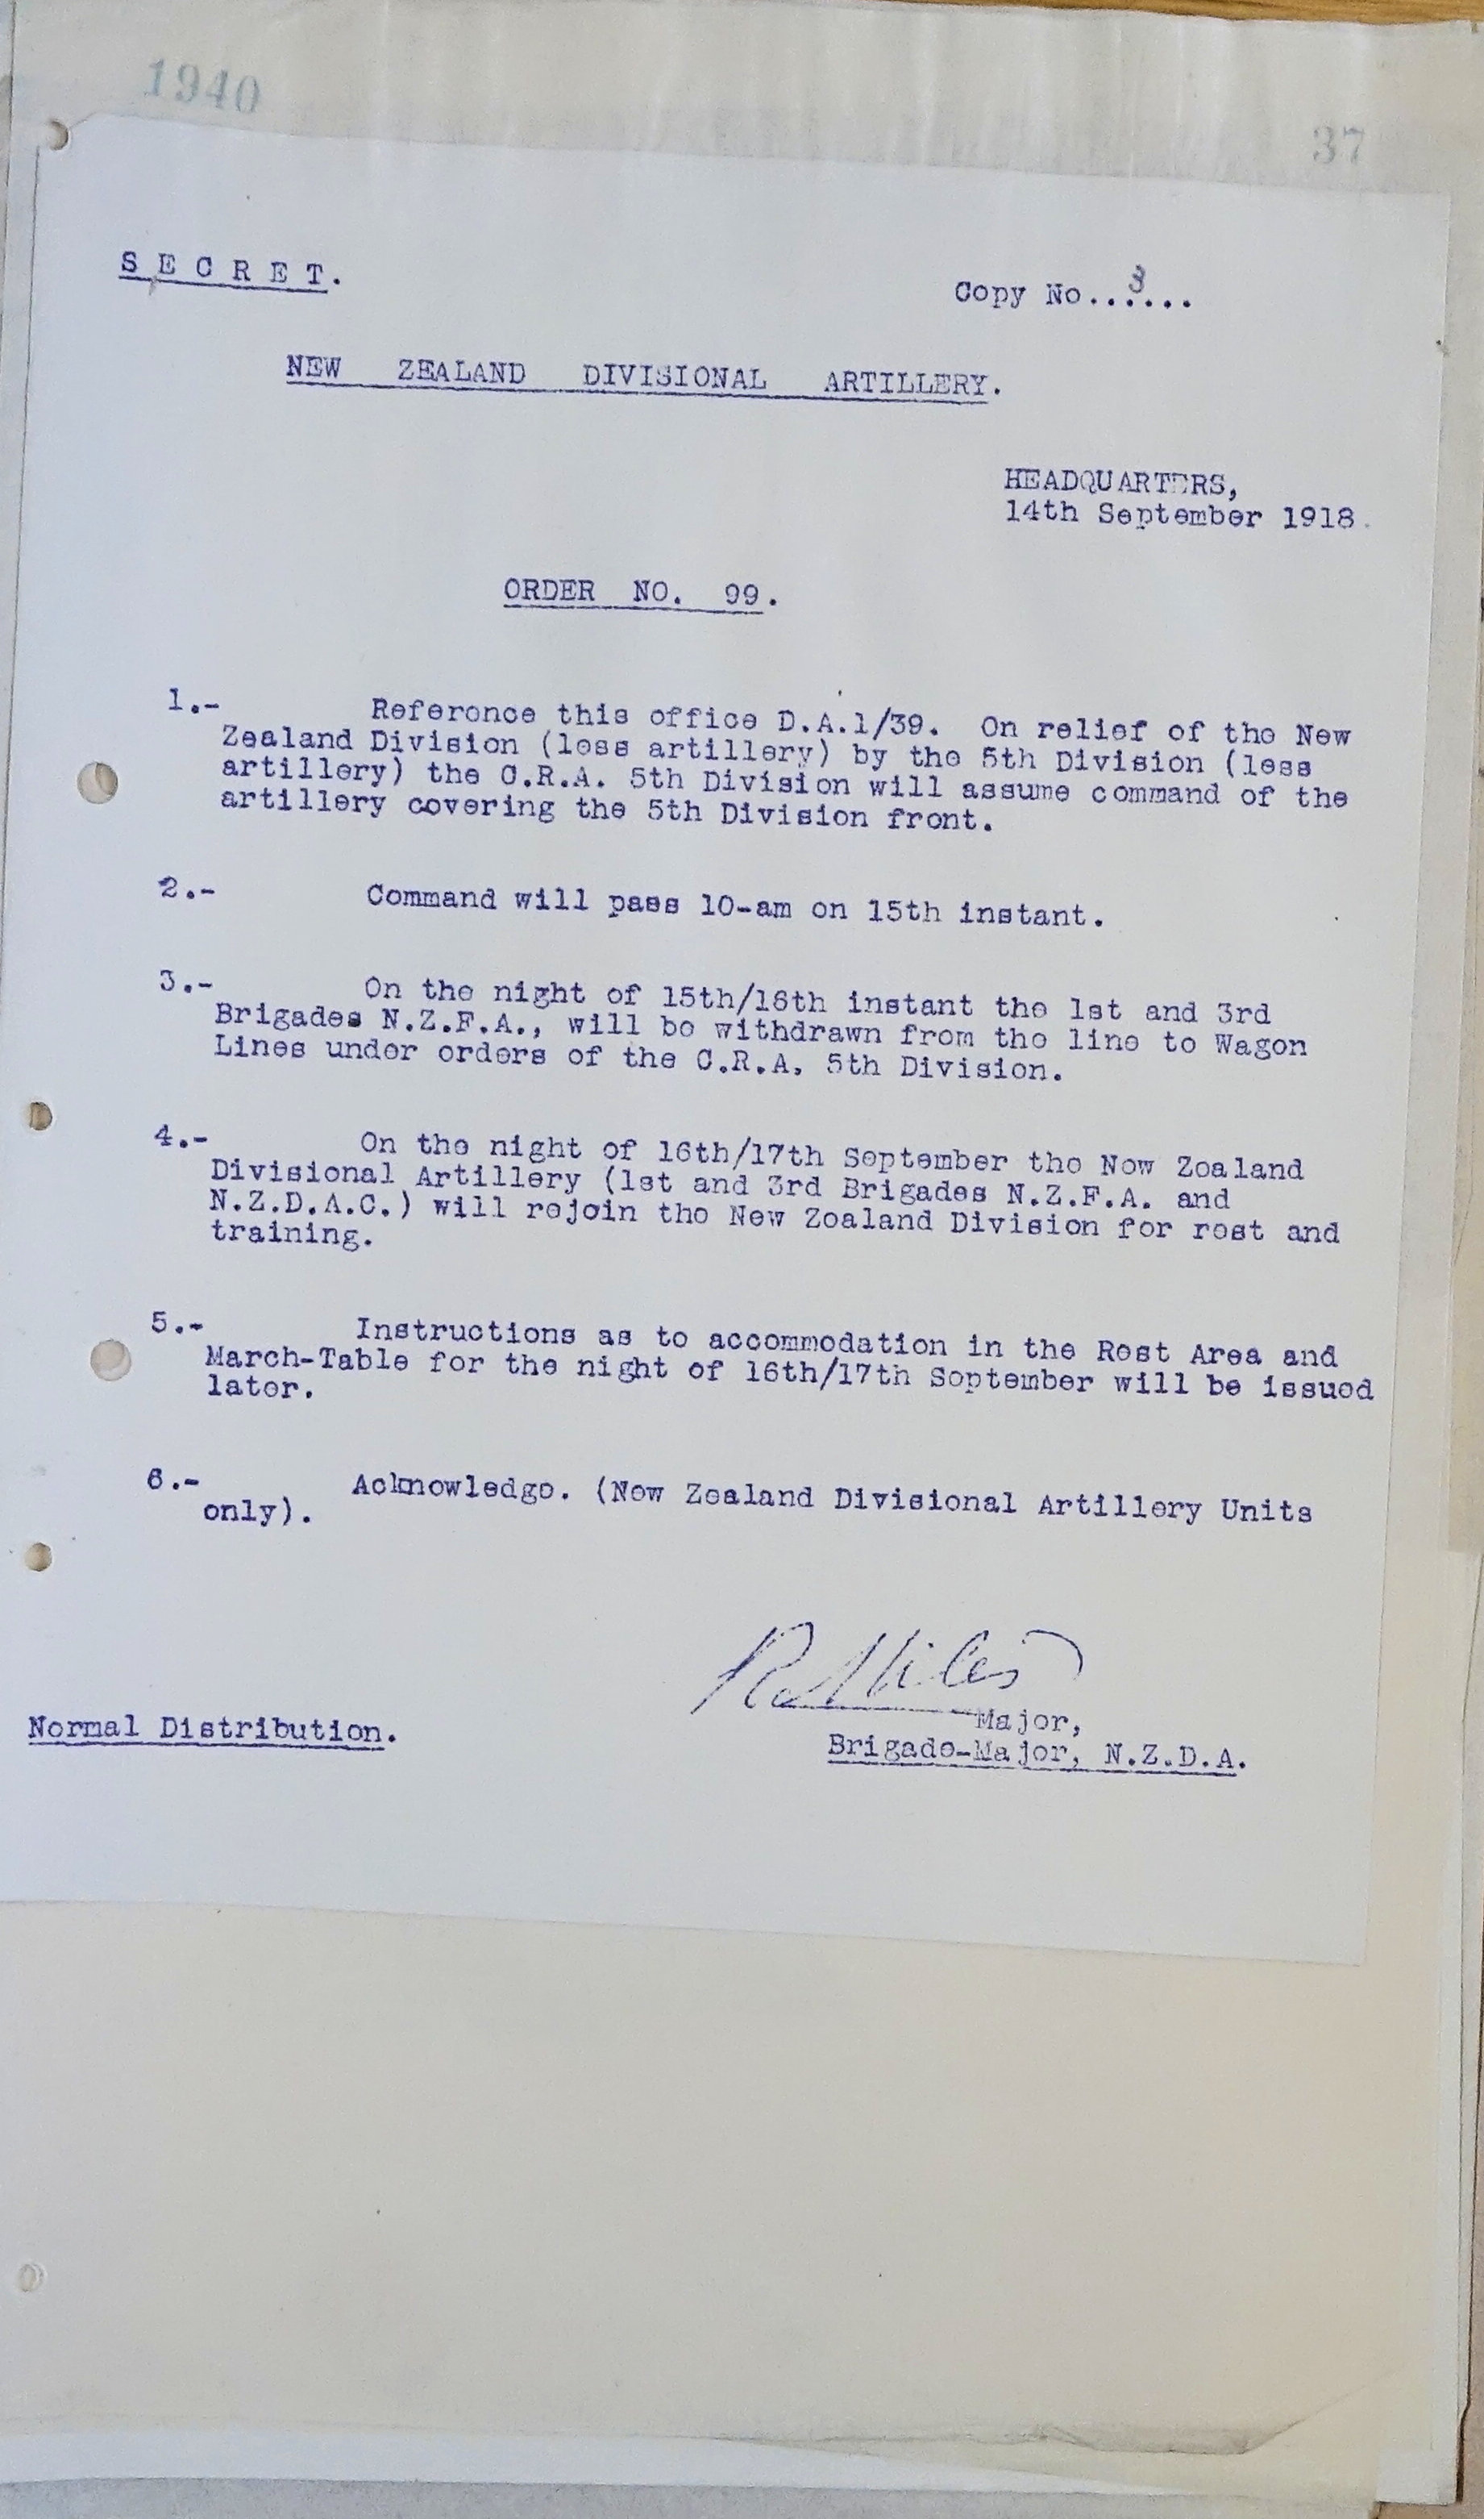 1940
37
S E C R E T.
Copy No..3...
NEW ZEALAND DIVISIONAL ARTILLERY.
HEADQUARTERS,
14th September 1918.
ORDER NO. 99.
1.- Reference this office D.A.1/39. On relief of the New
Zealand Division (less artillery) by the 5th Division (less
artillery) the C.R.A. 5th Division will assume command of the
artillery covering the 5th Division front.
2.- Command will pass 10-am on 15th instant.
3.- On the night of 15th/16th instant the 1st and 3rd
Brigades N.Z.F.A., will be withdrawn from the line to Wagon
Lines under orders of the C.R.A. 5th Division.
4.- On the night of 16th/17th September the New Zealand
Divisional Artillery (1st and 3rd Brigades N.Z.F.A. and
N.Z.D.A.C.) will rejoin the New Zealand Division for rest and
training.
5.- Instructions as to accommodation in the Rest Area and
March-Table for the night of 16th/17th September will be issued
later.
6.- Acknowledge. (New Zealand Divisional Artillery Units
only).
R Miles
Major,
Normal Distribution.
Brigade-Major, N.Z.D.A.